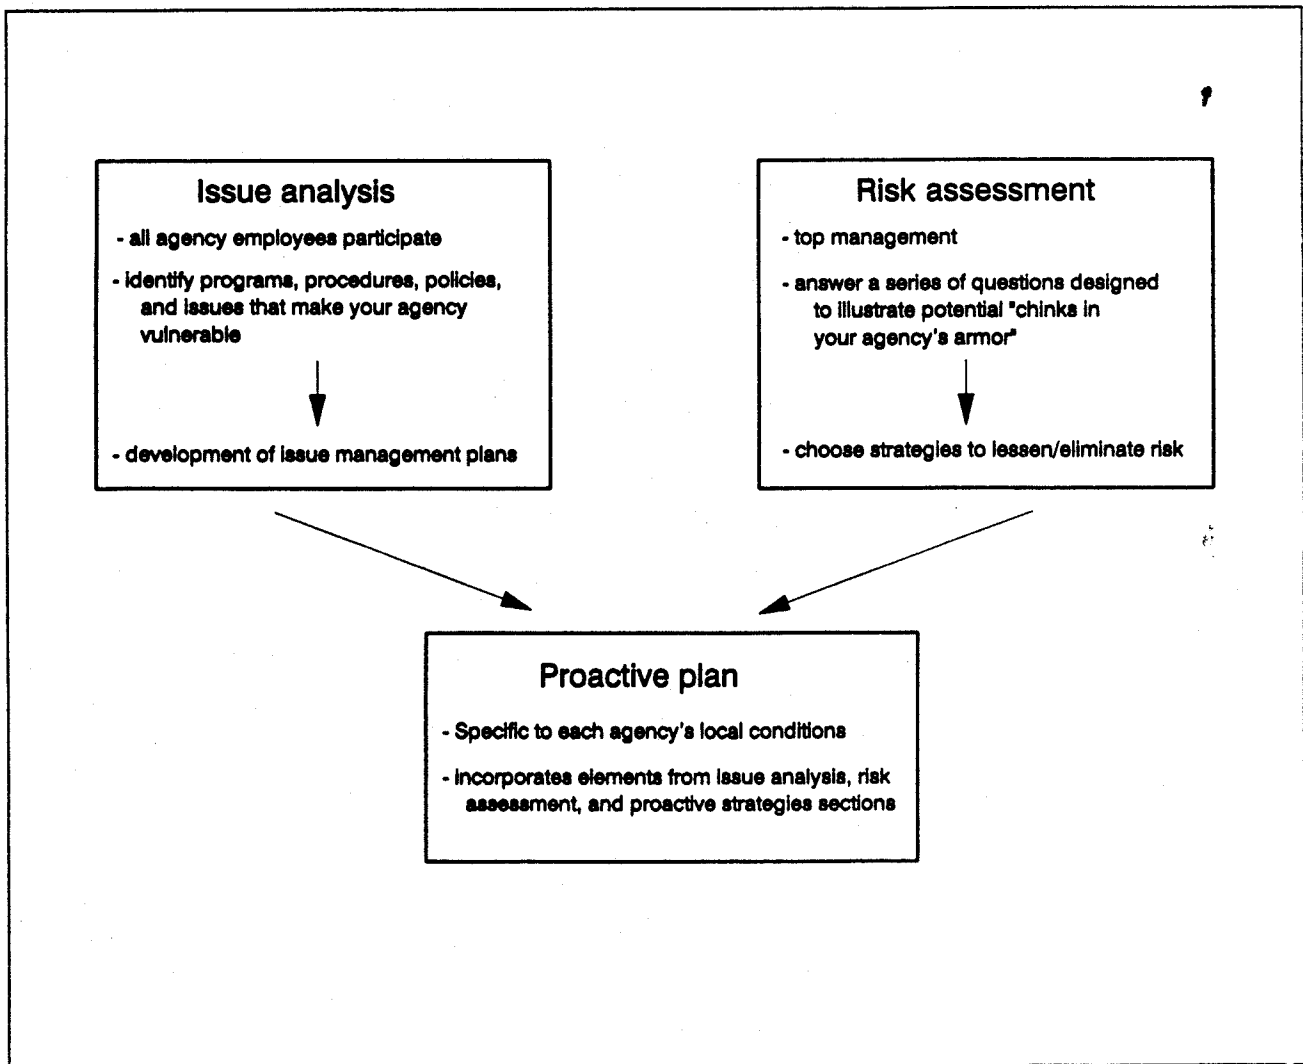 Issue analysis
- all agency employees participate
- identify programs, procedures, policies,
and issues that make your agency
vulnerable
- development of issue management plans
Risk assessment
- top management
- answer a series of questions designed
to illustrate potential "chinks in
your agency's armor"
- choose strategies to lessen/eliminate risk
Proactive plan
- Specific to each agency's local conditions
- incorporates elements from issue analysis, risk
assessment, and proactive strategies sections